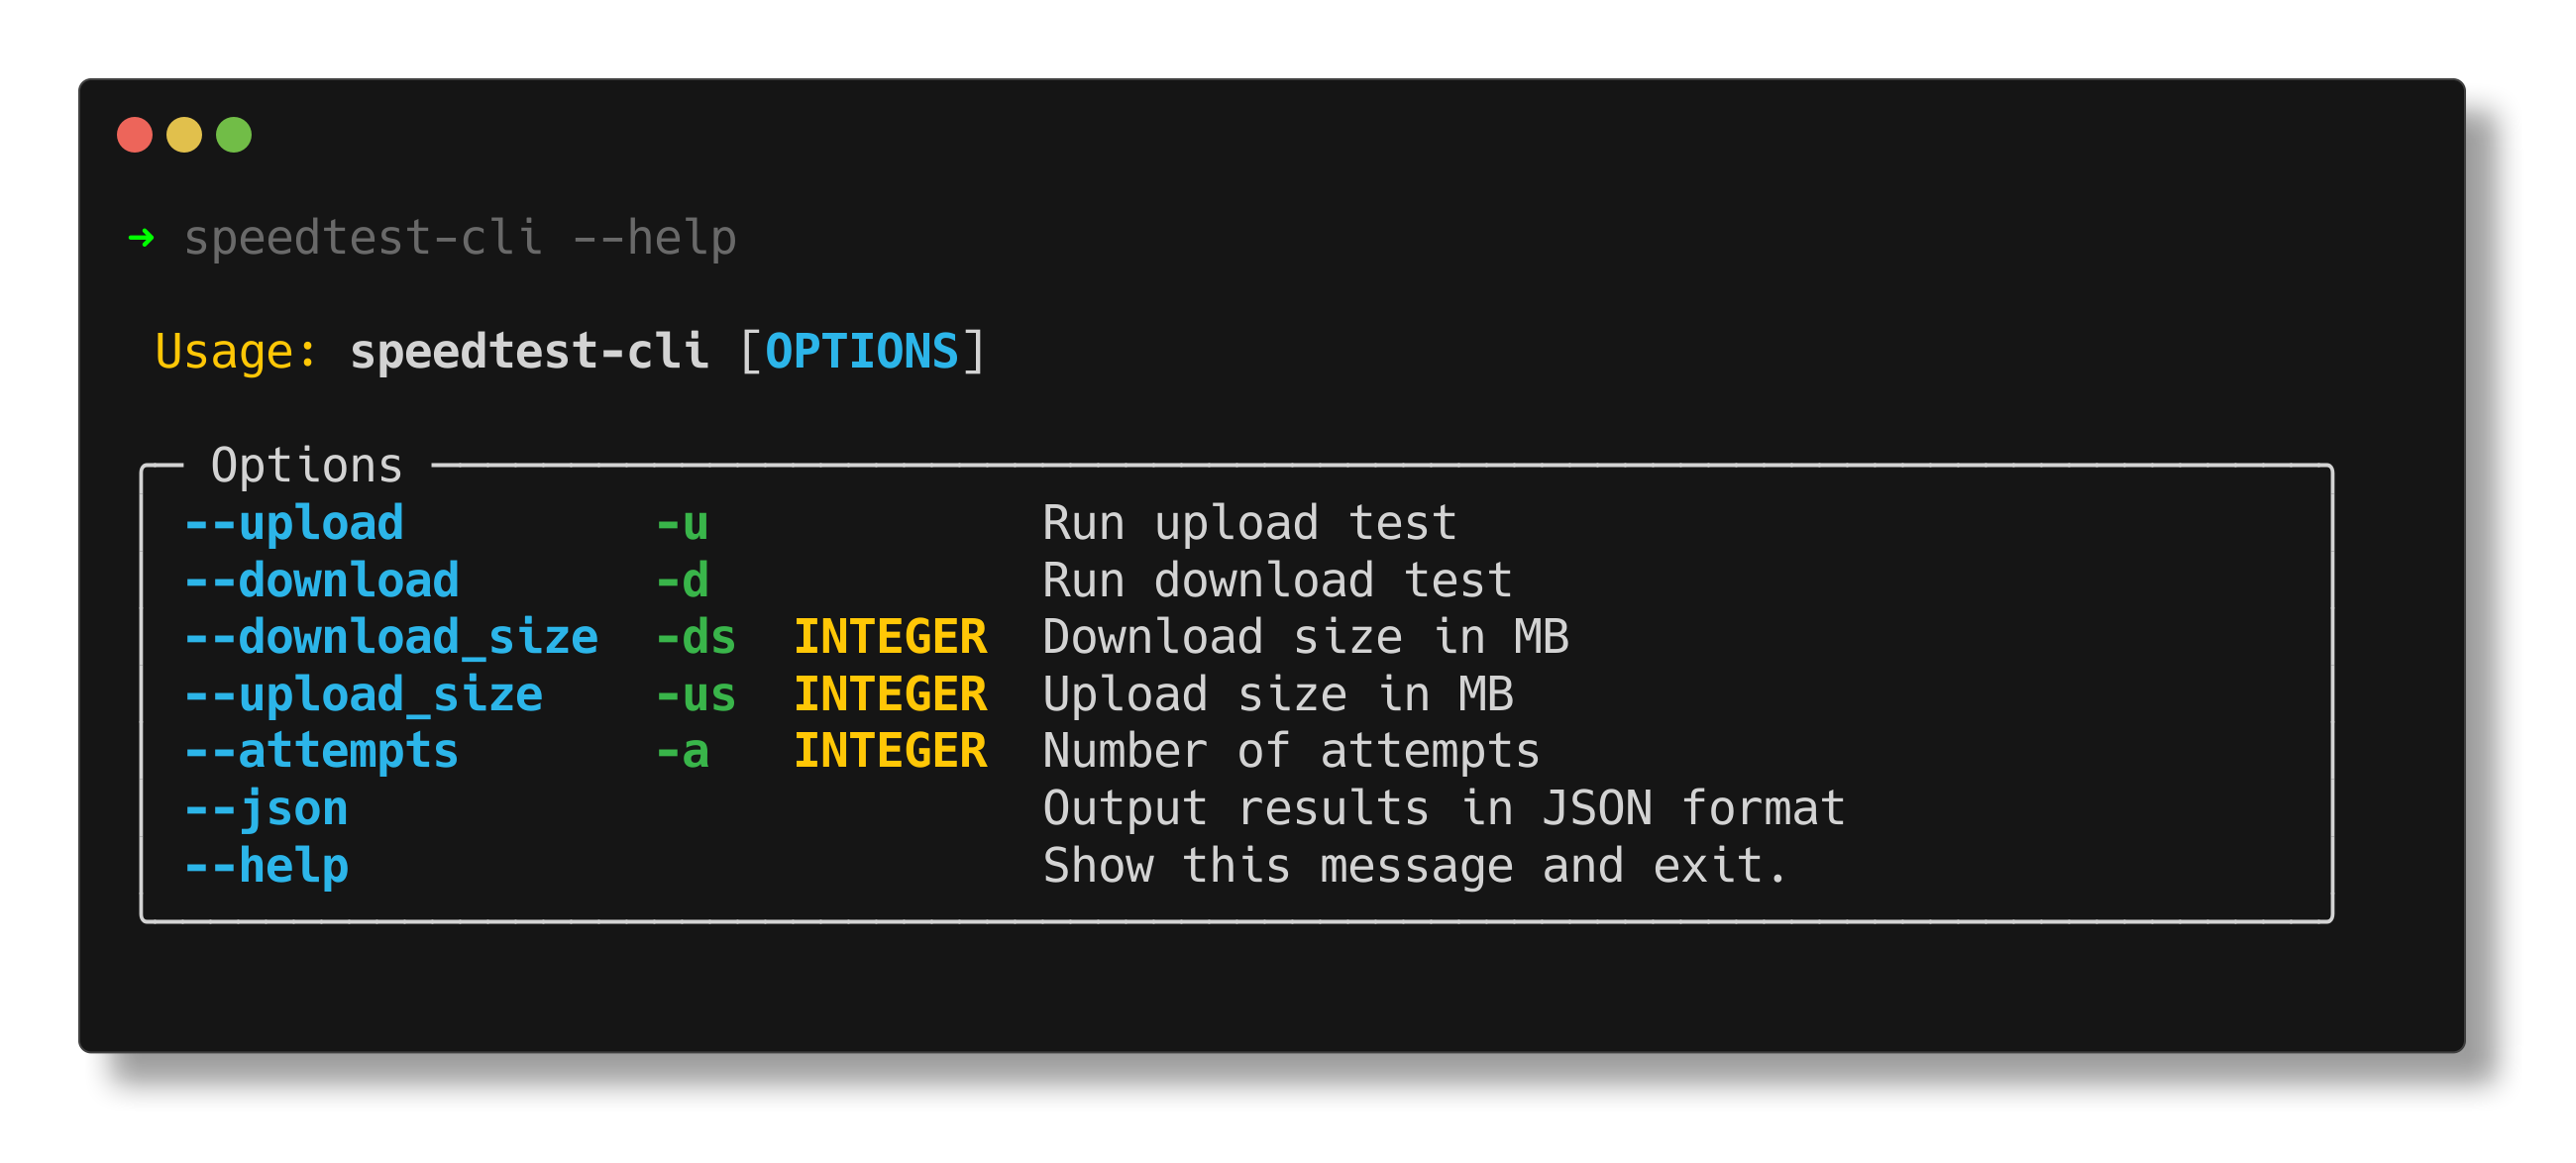 ➜ speedtest-cli --help
Usage: speedtest-cli [OPTIONS]
Options
--upload -u Run upload test
--download -d Run download test
--download_size -ds INTEGER Download size in MB
--upload_size -us INTEGER Upload size in MB
--attempts -a INTEGER Number of attempts
--json Output results in JSON format
--help Show this message and exit.